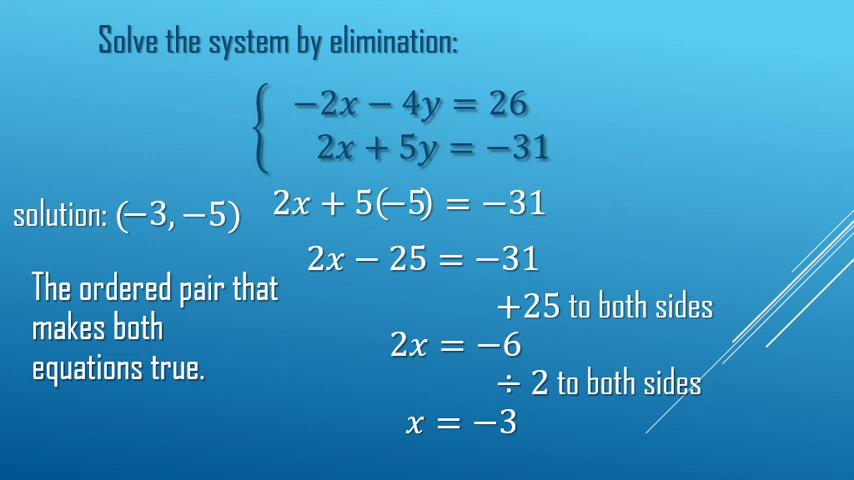 Solve the system by elimination:
−2x − 4y = 26
2x + 5y = −31
solution: (−3, −5)
2x + 5(−5) = −31
2x − 25 = −31
The ordered pair that
makes both
equations true.
+25 to both sides
2x = −6
÷ 2 to both sides
x = −3